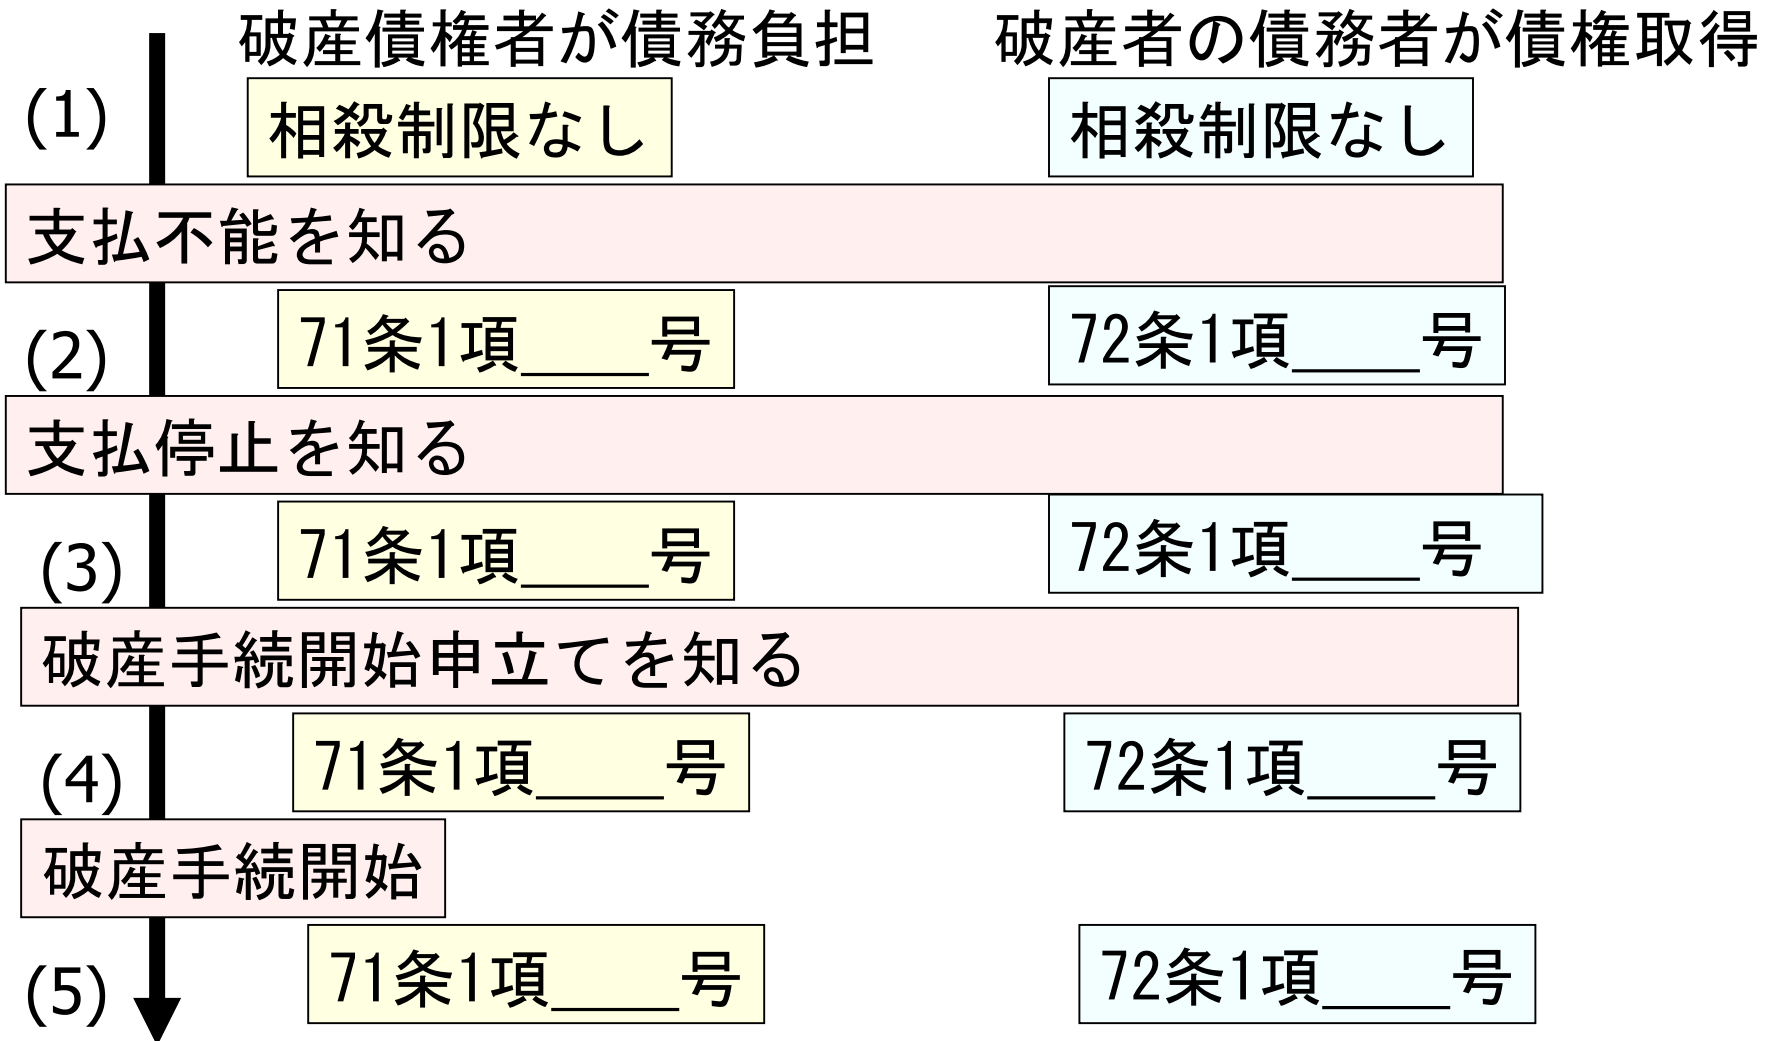 破産債権者が債務負担 破産者の債務者が債権取得
(1) 相殺制限なし 相殺制限なし
支払不能を知る
(2) 71条1項____号 72条1項____号
支払停止を知る
(3) 71条1項____号 72条1項____号
破産手続開始申立てを知る
(4) 71条1項____号 72条1項____号
破産手続開始
(5) 71条1項____号 72条1項____号